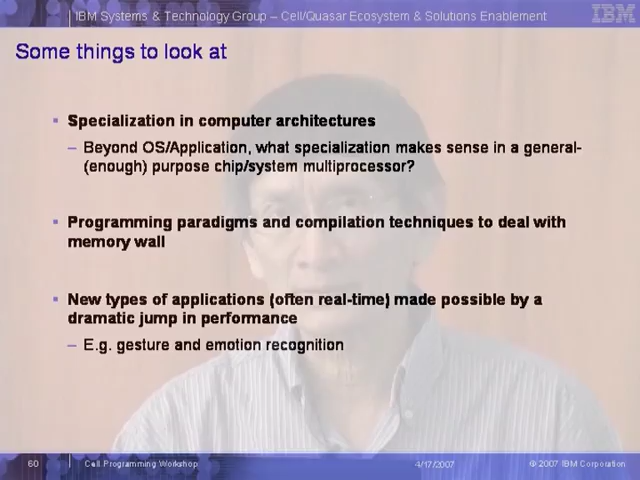 IBM Systems & Technology Group – Cell/Quasar Ecosystem & Solutions Enablement
IBM
Some things to look at
▪ Specialization in computer architectures
– Beyond OS/Application, what specialization makes sense in a general-
(enough) purpose chip/system multiprocessor?
▪ Programming paradigms and compilation techniques to deal with
memory wall
▪ New types of applications (often real-time) made possible by a
dramatic jump in performance
– E.g. gesture and emotion recognition
60
Cell Programming Workshop
4/17/2007
© 2007 IBM Corporation